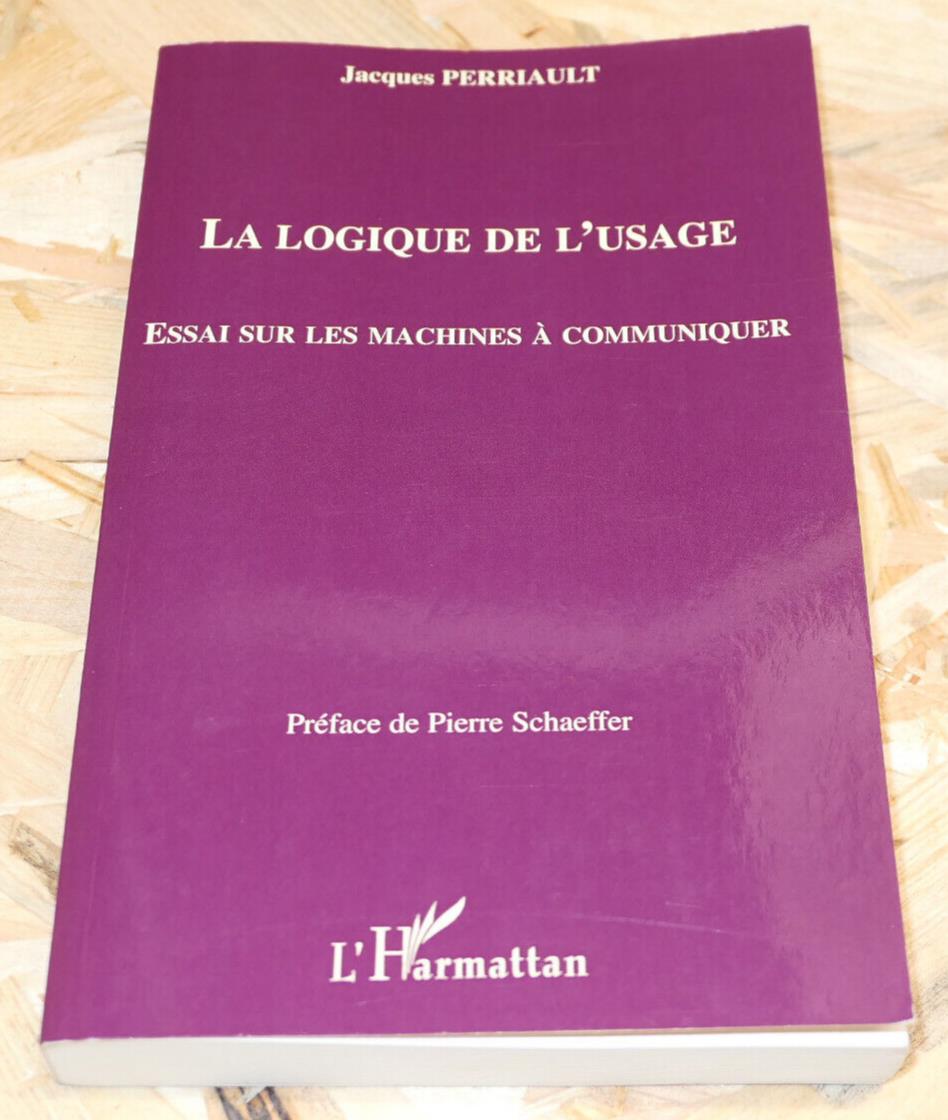 Jacques PERRIAULT
LA LOGIQUE DE L'USAGE
ESSAI SUR LES MACHINES À COMMUNIQUER
Préface de Pierre Schaeffer
L'Harmattan